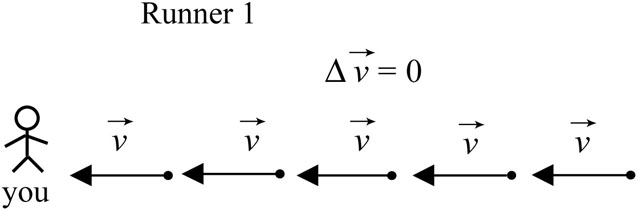 Runner 1
Δv⃗ = 0
v⃗ v⃗ v⃗ v⃗ v⃗
you